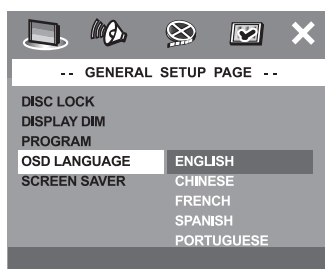 -- GENERAL SETUP PAGE --
DISC LOCK
DISPLAY DIM
PROGRAM
OSD LANGUAGE ENGLISH
SCREEN SAVER CHINESE
FRENCH
SPANISH
PORTUGUESE